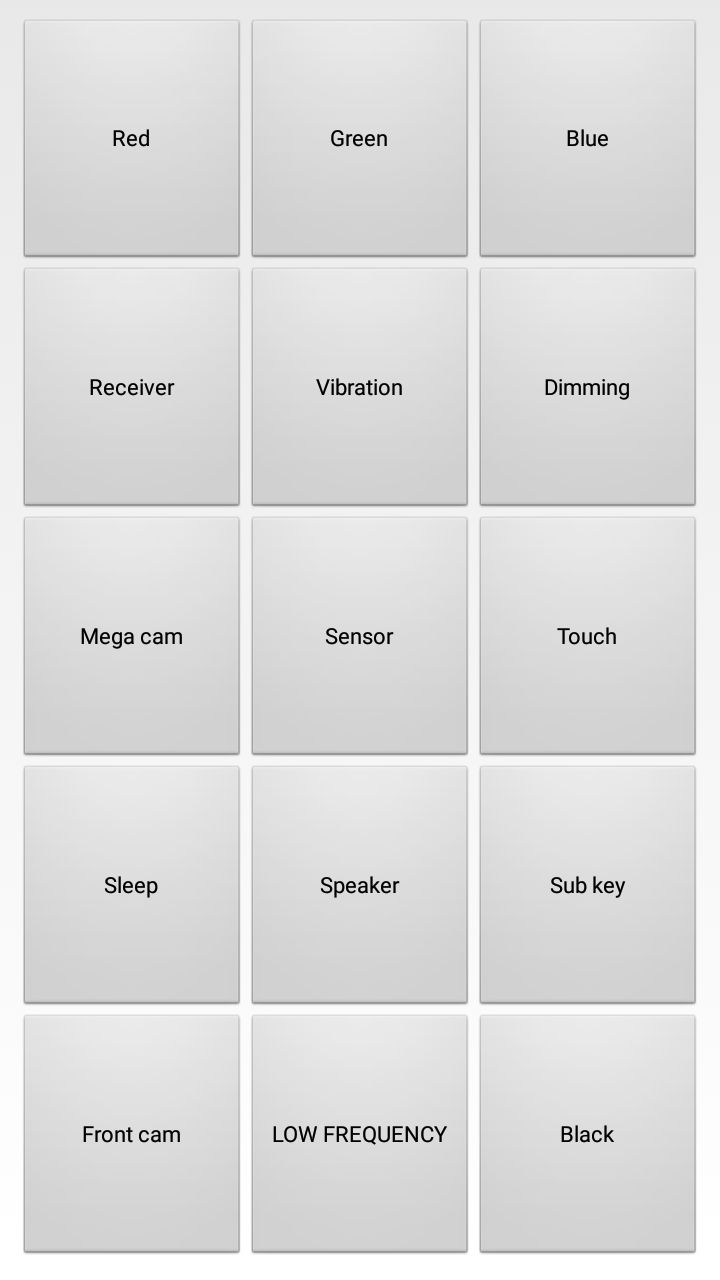 Red
Green
Blue
Receiver
Vibration
Dimming
Mega cam
Sensor
Touch
Sleep
Speaker
Sub key
Front cam
LOW FREQUENCY
Black